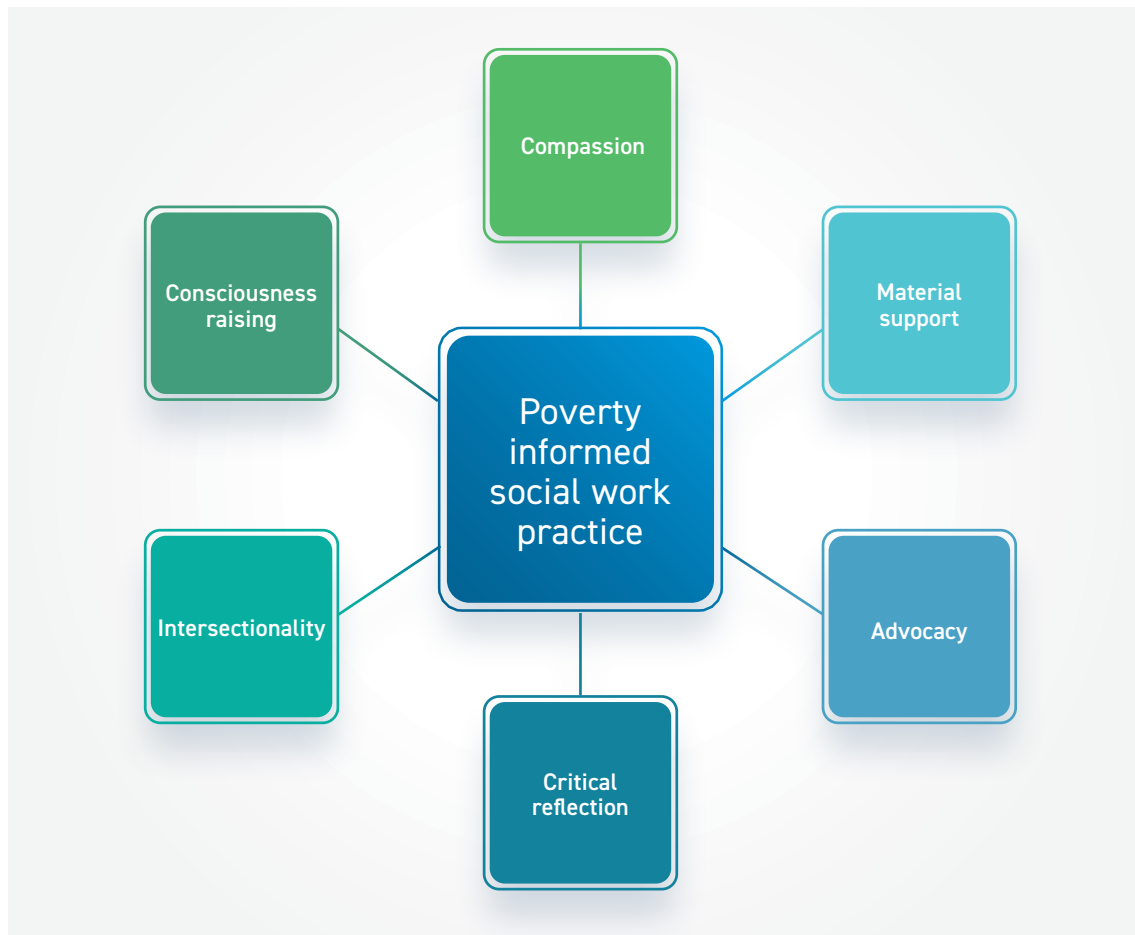 Compassion
Consciousness
raising
Material
support
Poverty
informed
social work
practice
Intersectionality
Advocacy
Critical
reflection